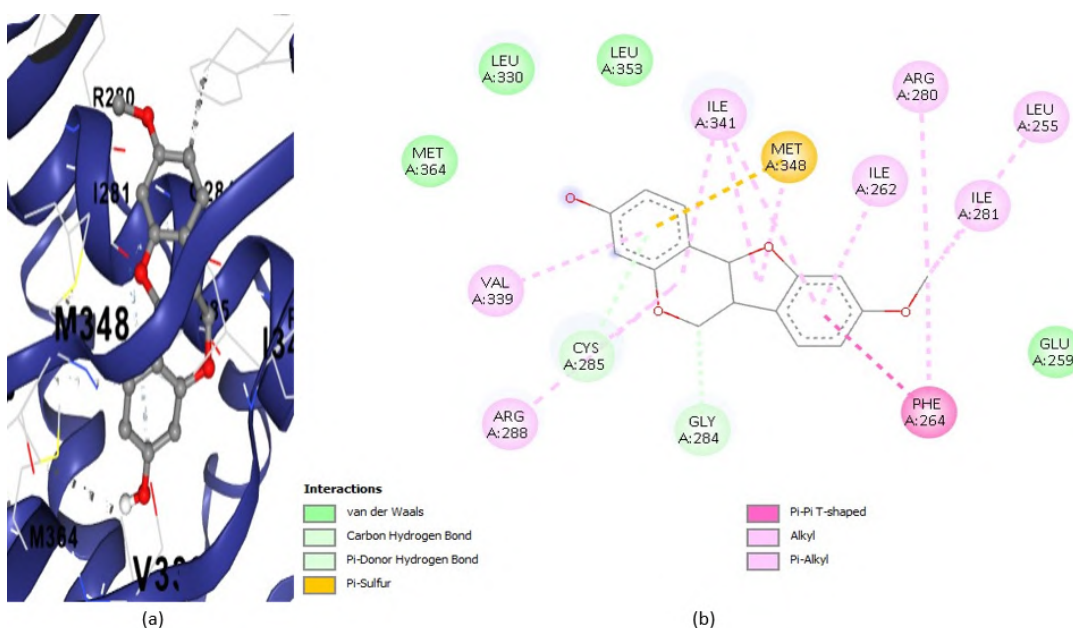 R280
I281
M348
M364
LEU
A:330
LEU
A:353
MET
A:364
ILE
A:341
MET
A:348
ARG
A:280
LEU
A:255
ILE
A:262
ILE
A:281
VAL
A:339
CYS
A:285
ARG
A:288
GLY
A:284
PHE
A:264
GLU
A:259
O
O
O
O
Interactions
van der Waals
Carbon Hydrogen Bond
Pi-Donor Hydrogen Bond
Pi-Sulfur
Pi-Pi T-shaped
Alkyl
Pi-Alkyl
(a)
(b)